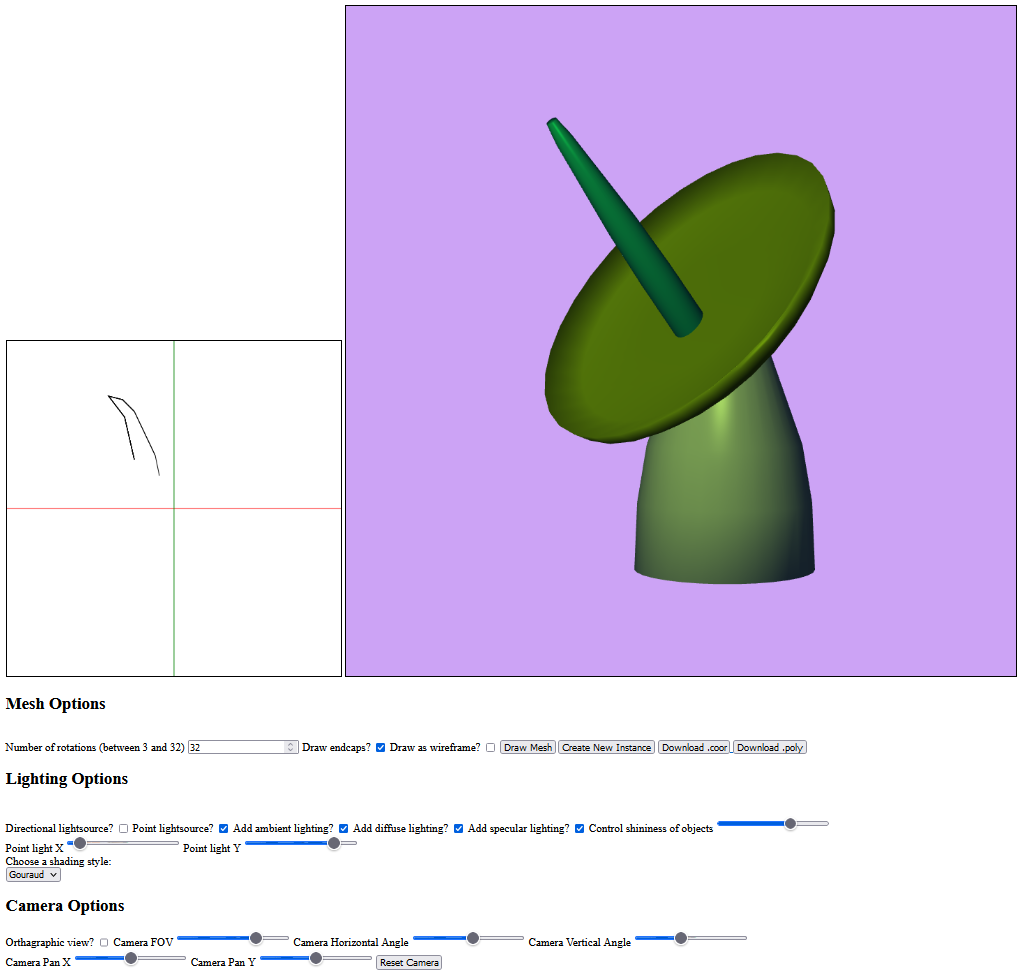 Mesh Options
Number of rotations (between 3 and 32) 32 Draw endcaps? Draw as wireframe? Draw Mesh Create New Instance Download .coor Download .poly
Lighting Options
Directional lightsource? Point lightsource? Add ambient lighting? Add diffuse lighting? Add specular lighting? Control shininess of objects
Point light X Point light Y
Choose a shading style:
Gouraud
Camera Options
Orthagraphic view? Camera FOV Camera Horizontal Angle Camera Vertical Angle
Camera Pan X Camera Pan Y Reset Camera